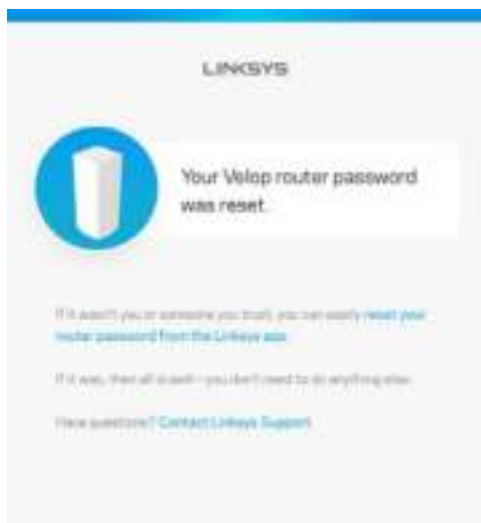 LINKSYS
Your Velop router password
was reset.
If it wasn't you or someone you trust, you can easily reset your
router password from the Linksys app.
If it was, then all is well - you don't need to do anything else.
Have questions? Contact Linksys Support